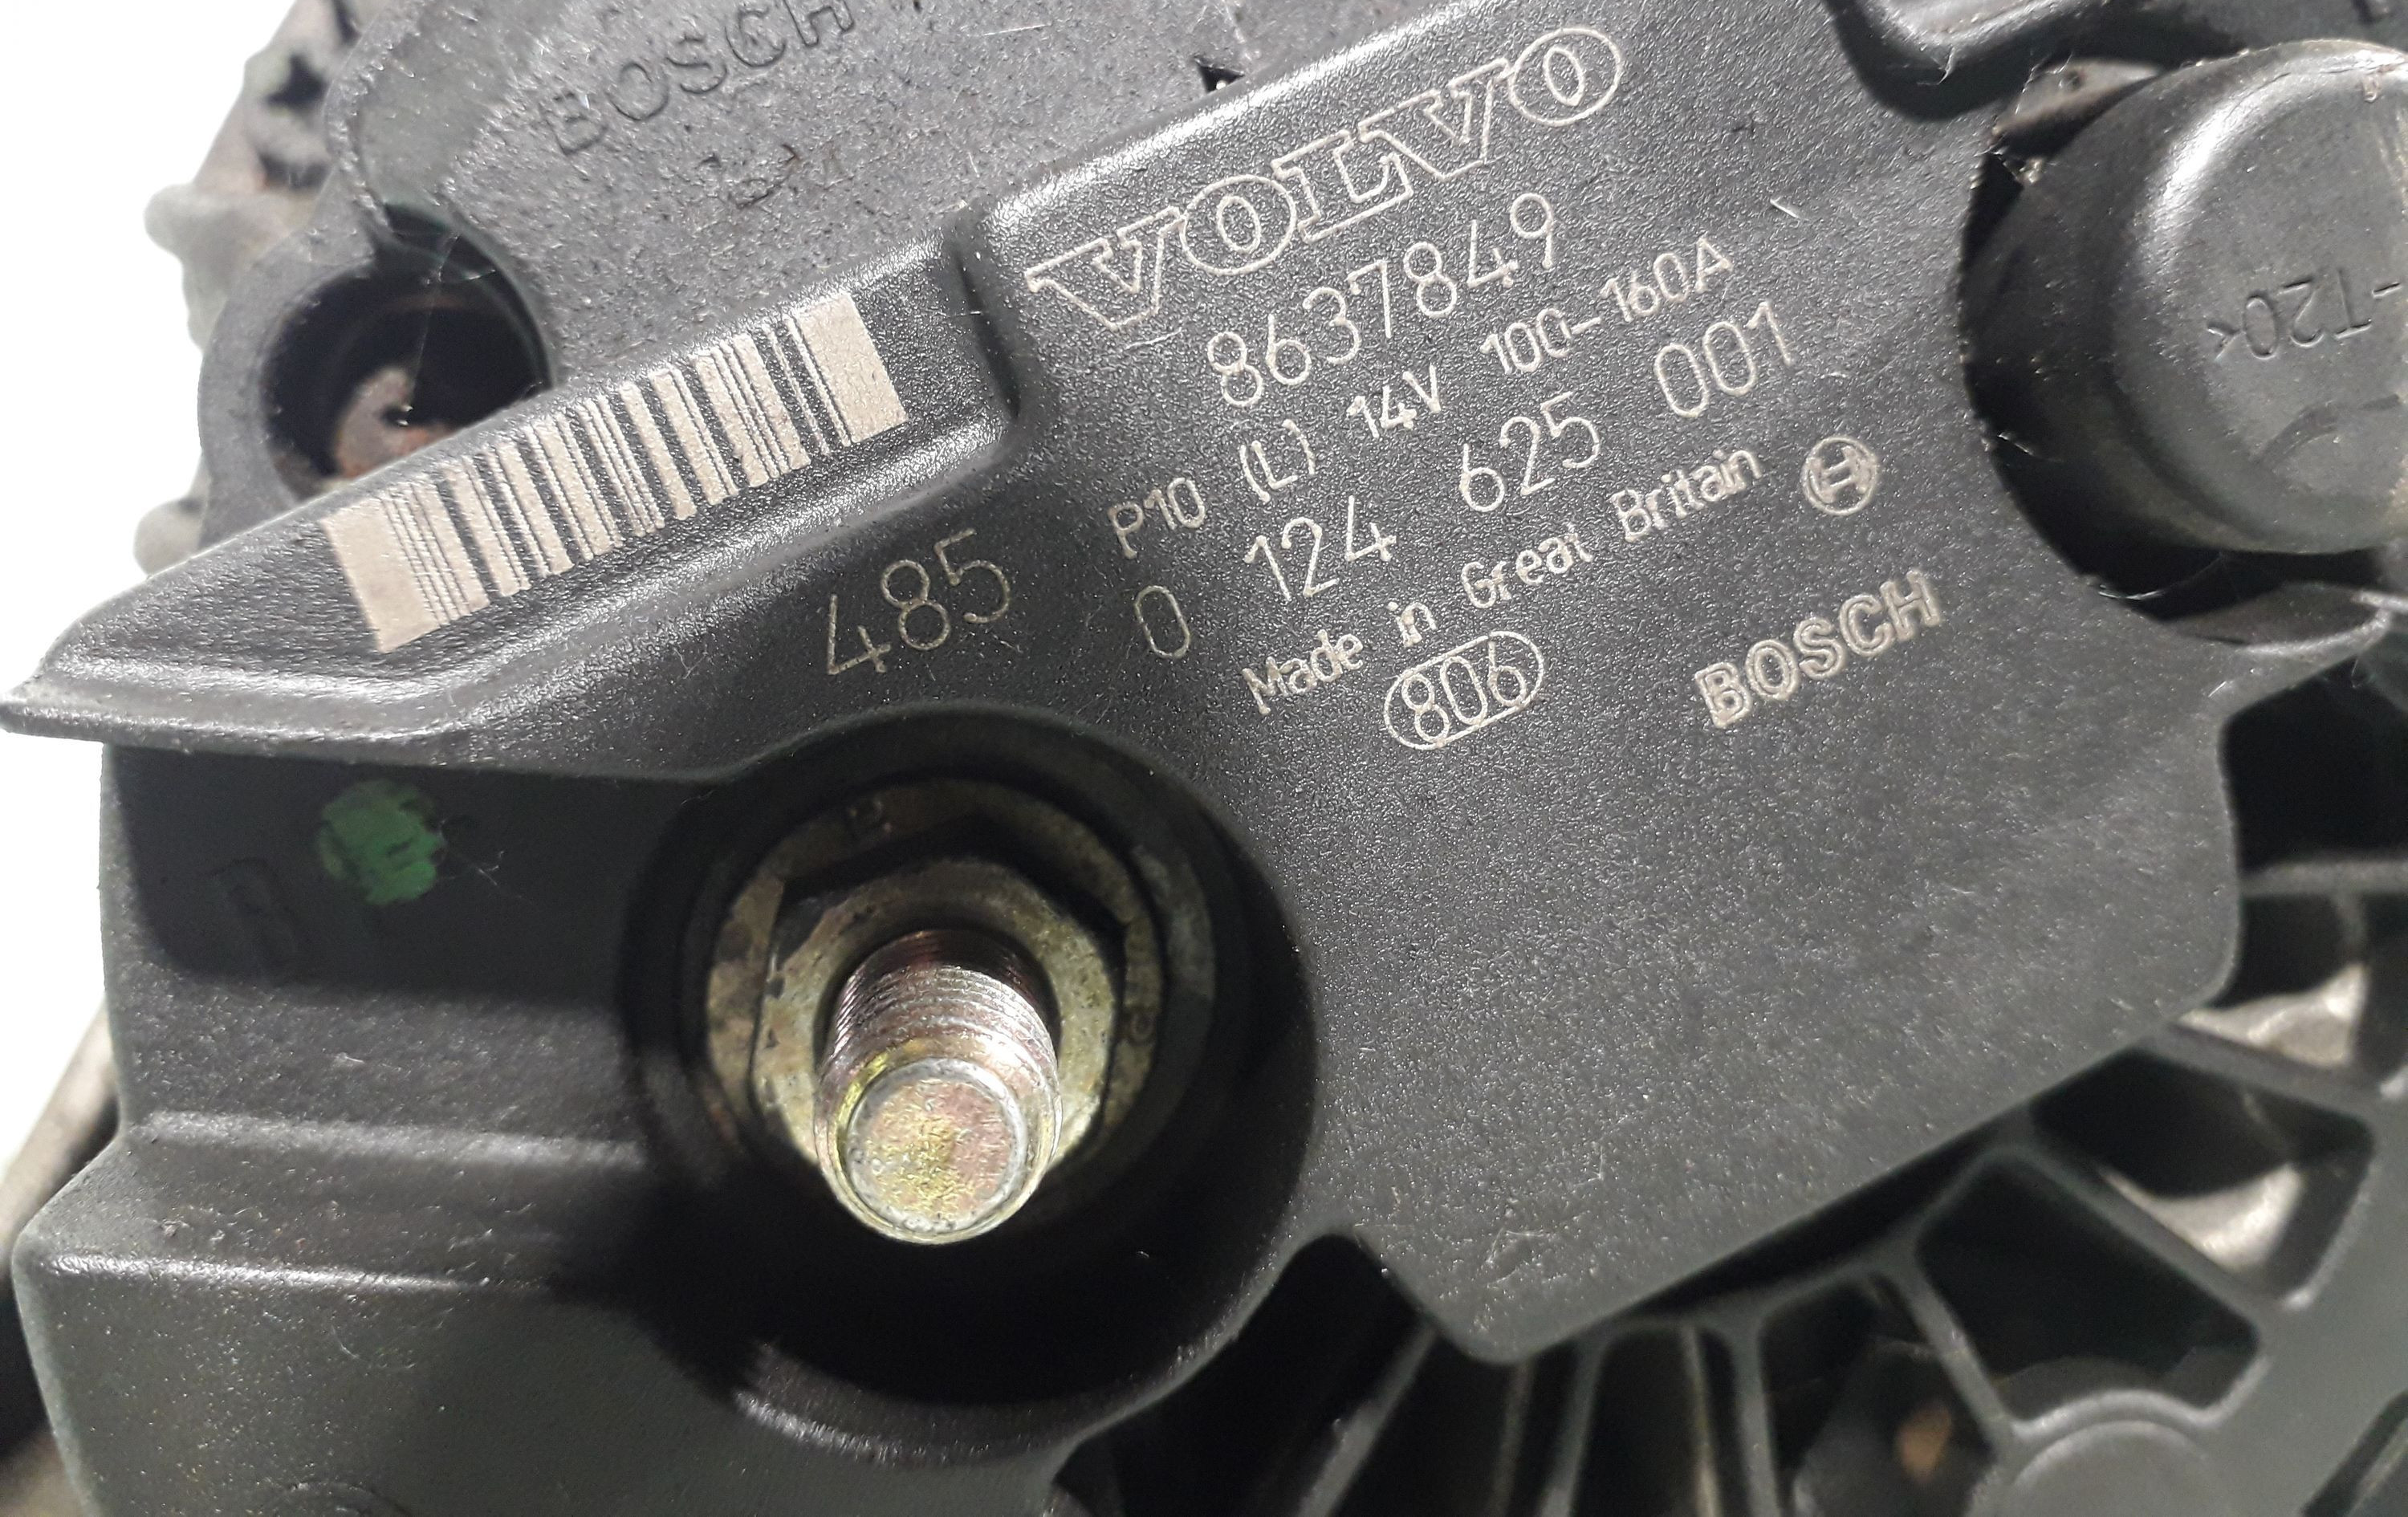 BOSCH
VOLVO
8637849
P10 (L) 14V 100-160A
485 0 124 625 001
Made in Great Britain
806
BOSCH
-T20<